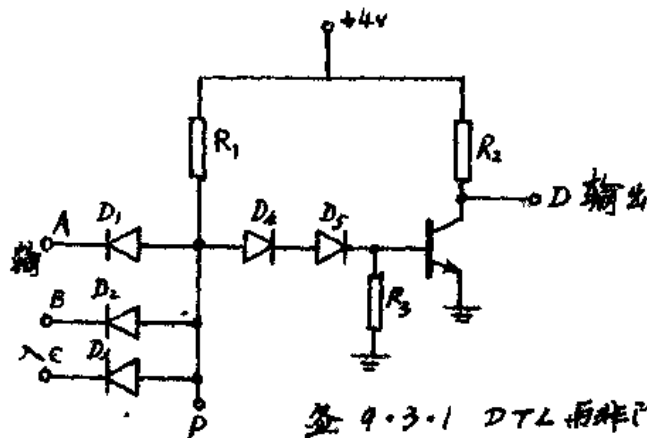 +4v
R₁
R₂
D 输出
A D₁ D₄ D₅
输
B D₂
R₃
入 C D₃
P
9·3·1 DTL 与非门